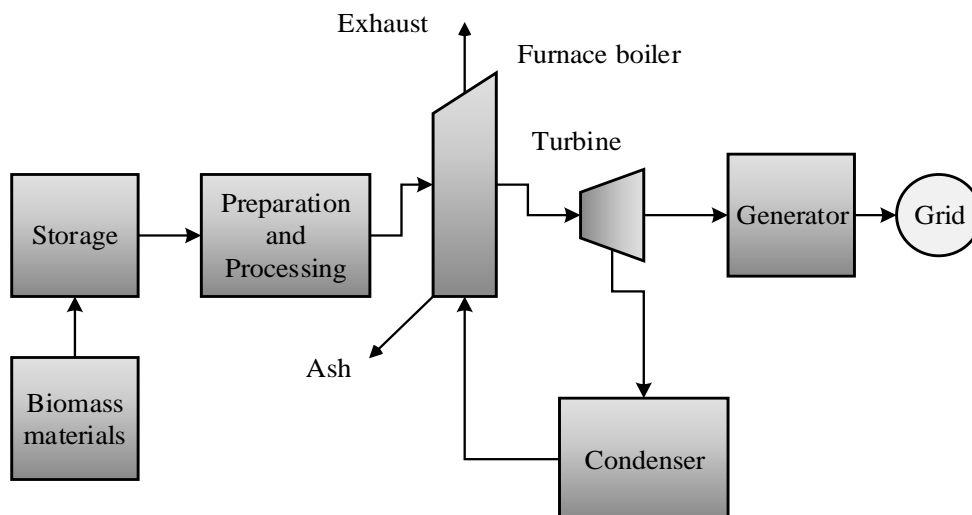 Exhaust
Furnace boiler
Turbine
Storage
Preparation
and
Processing
Generator
Grid
Ash
Biomass
materials
Condenser